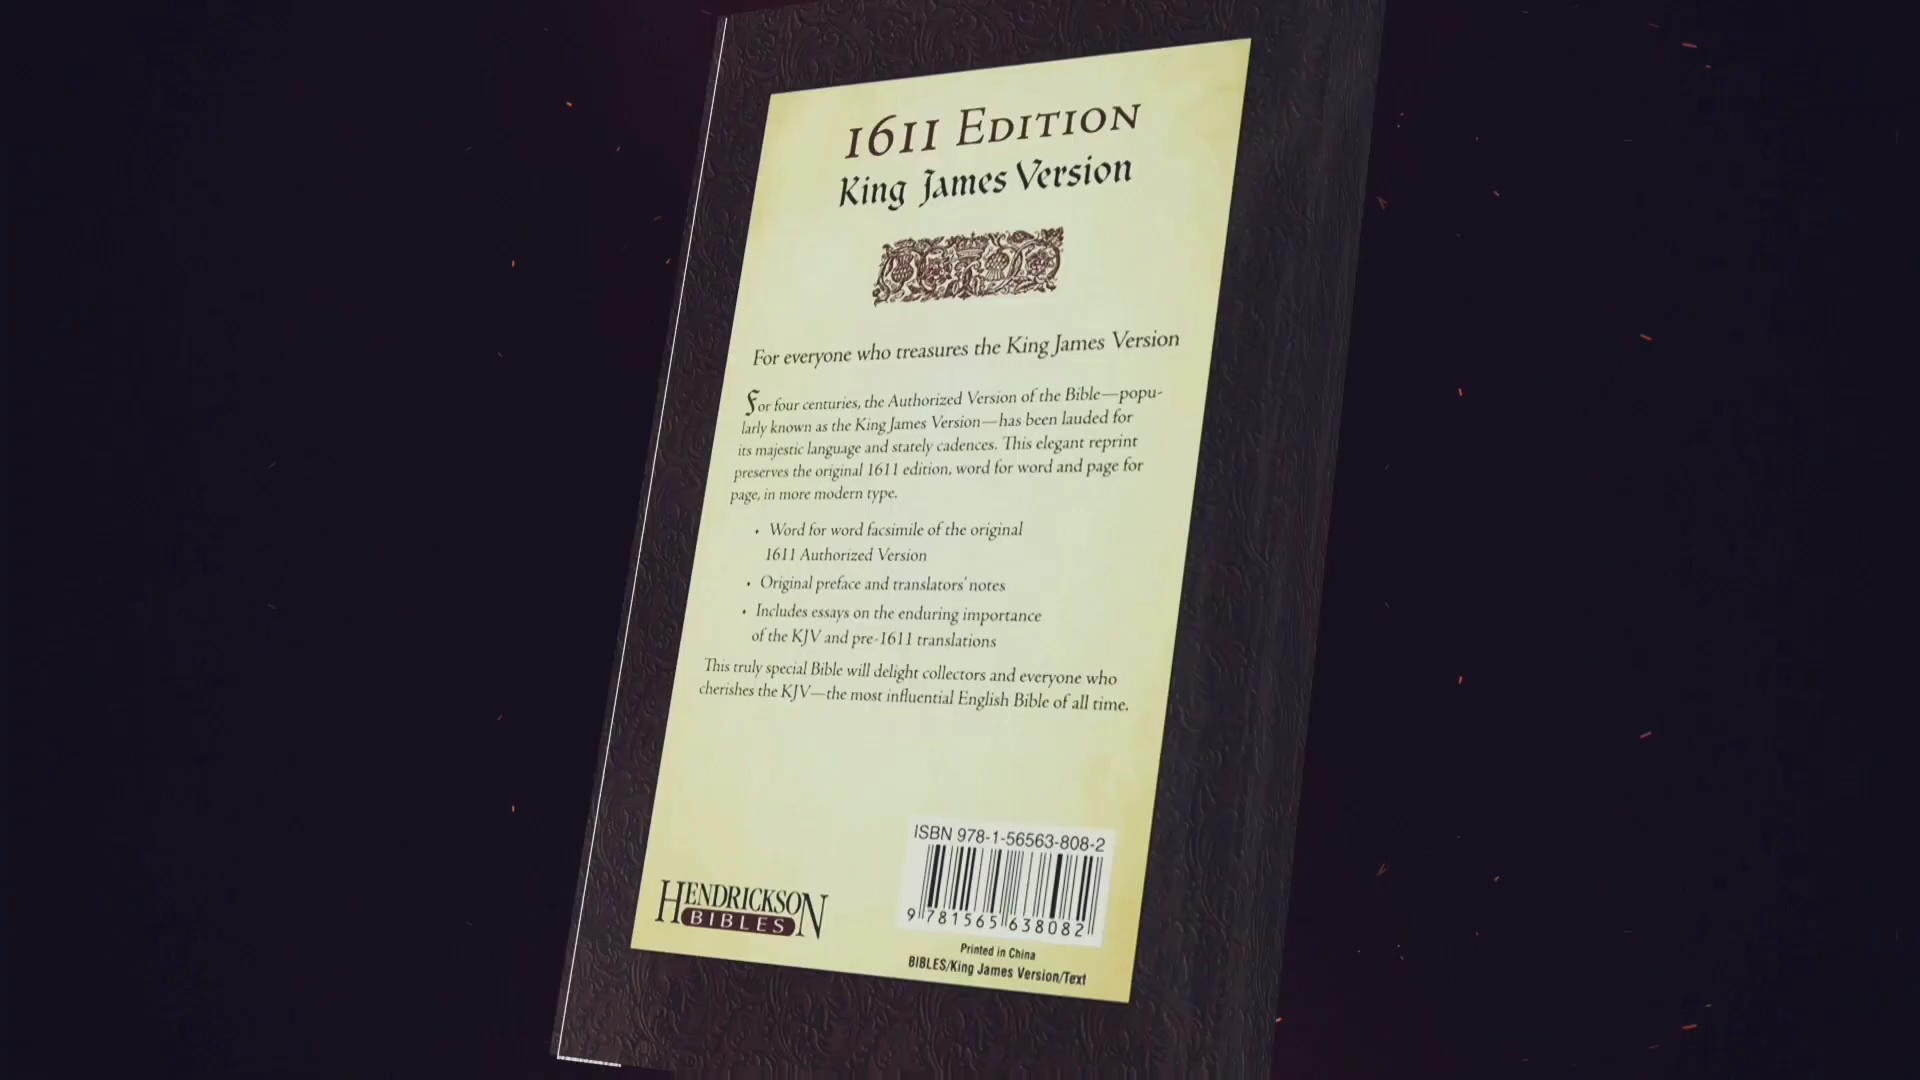 1611 Edition
King James Version
For everyone who treasures the King James Version
For four centuries, the Authorized Version of the Bible—popu-
larly known as the King James Version—has been lauded for
its majestic language and stately cadences. This elegant reprint
preserves the original 1611 edition, word for word and page for
page, in more modern type.
• Word for word facsimile of the original
1611 Authorized Version
• Original preface and translators' notes
• Includes essays on the enduring importance
of the KJV and pre-1611 translations
This truly special Bible will delight collectors and everyone who
cherishes the KJV—the most influential English Bible of all time.
ISBN 978-1-56563-808-2
9 781565 638082
HENDRICKSON
BIBLES
Printed in China
BIBLES/King James Version/Text